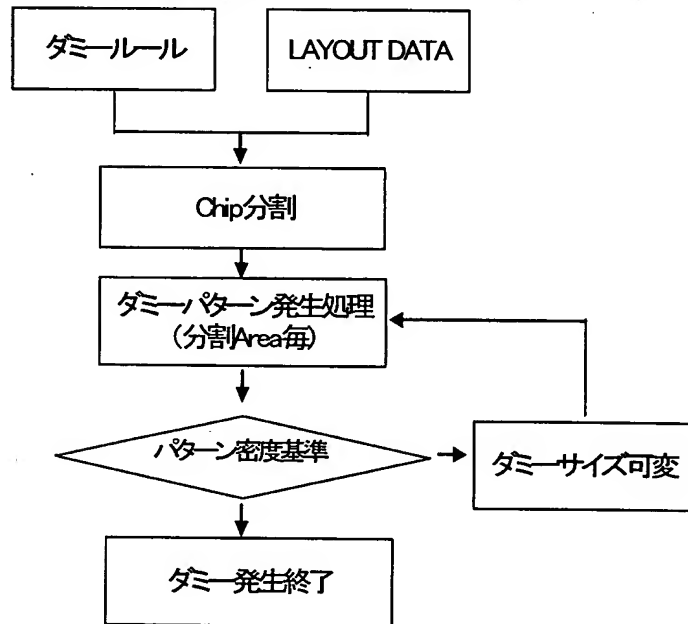 ダミールール
LAYOUT DATA
Chip分割
ダミーパターン発生処理
(分割Area毎)
パターン密度基準
ダミーサイズ可変
ダミー発生終了